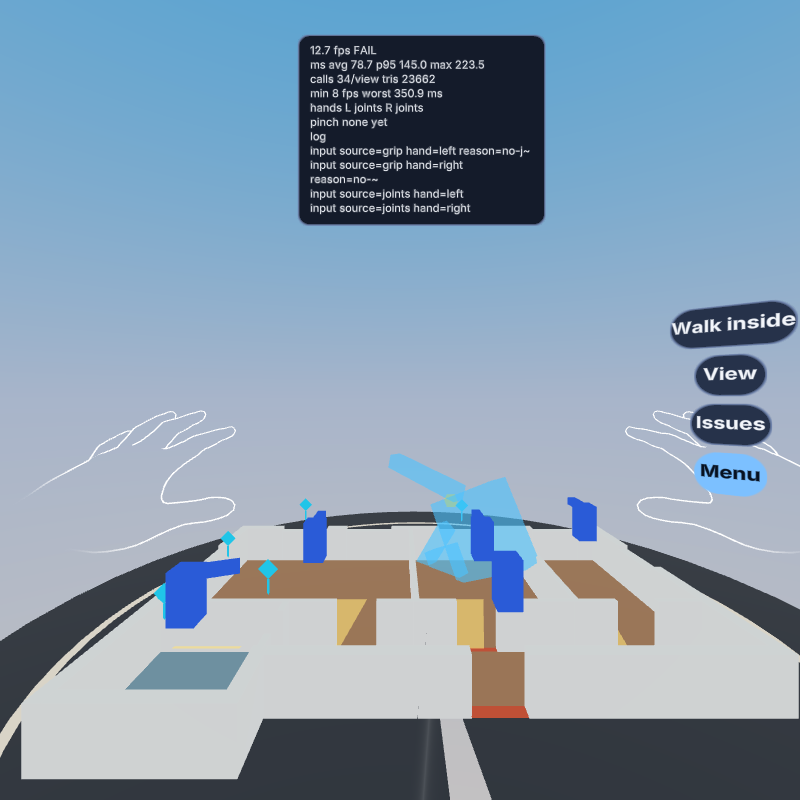 12.7 fps FAIL
ms avg 78.7 p95 145.0 max 223.5
calls 34/view tris 23662
min 8 fps worst 350.9 ms
hands L joints R joints
pinch none yet
log
input source=grip hand=left reason=no-j~
input source=grip hand=right
reason=no-~
input source=joints hand=left
input source=joints hand=right
Walk inside
View
Issues
Menu